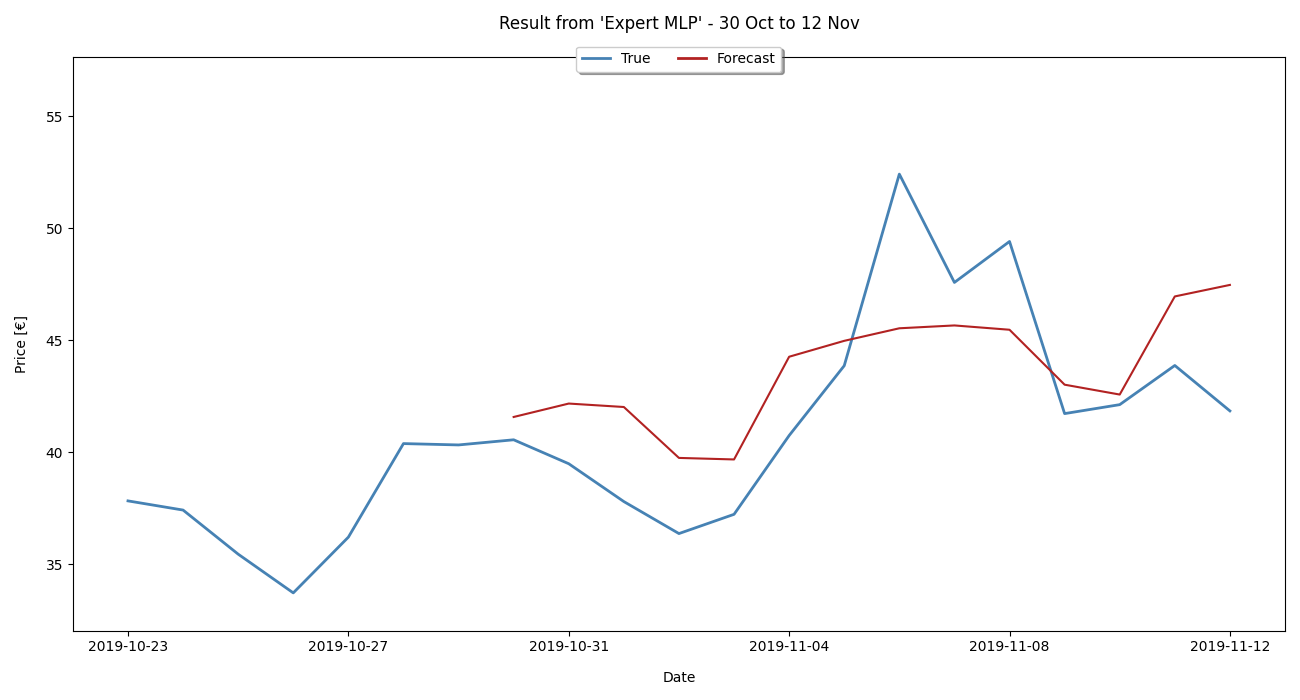 Result from 'Expert MLP' - 30 Oct to 12 Nov
True Forecast
55
50
45
40
35
Price [€]
2019-10-23 2019-10-27 2019-10-31 2019-11-04 2019-11-08 2019-11-12
Date